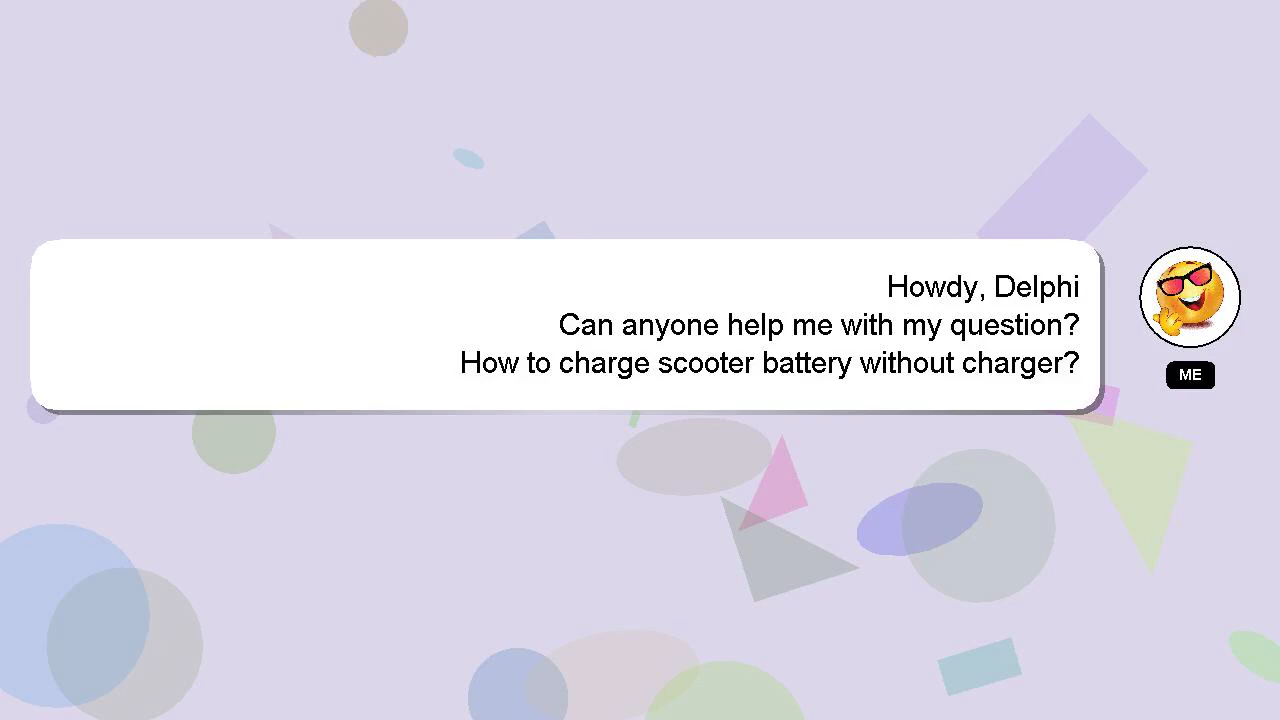 Howdy, Delphi
Can anyone help me with my question?
How to charge scooter battery without charger?
ME